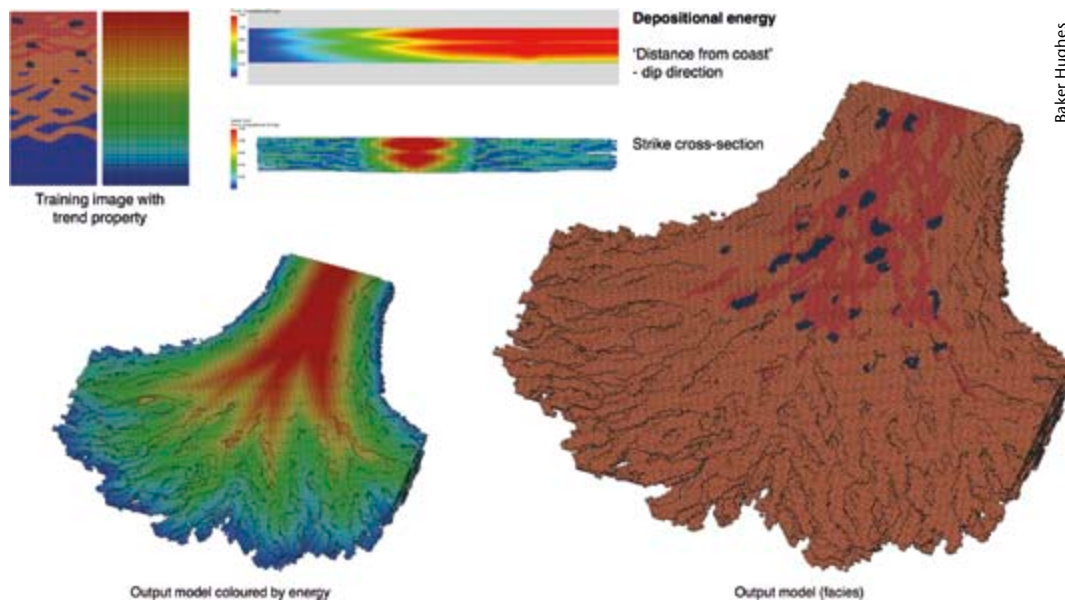 Depositional energy
'Distance from coast'
- dip direction
Strike cross-section
Training image with
trend property
Output model coloured by energy
Output model (facies)
Baker Hughes